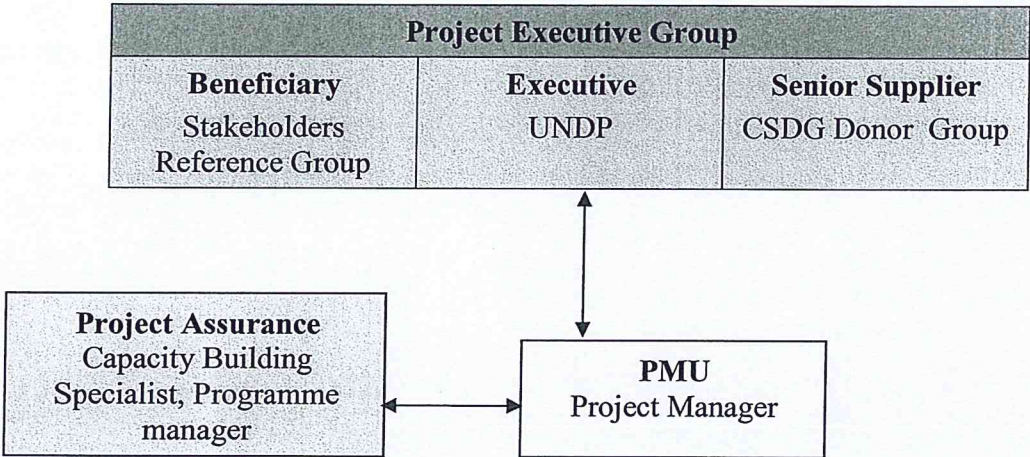 Project Executive Group
Beneficiary
Stakeholders
Reference Group
Executive
UNDP
Senior Supplier
CSDG Donor Group
Project Assurance
Capacity Building
Specialist, Programme
manager
PMU
Project Manager